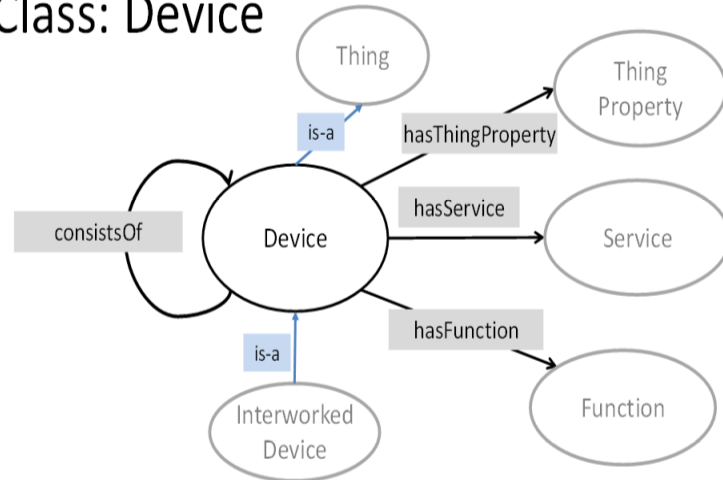 Class: Device
Thing
Thing
Property
is-a
hasThingProperty
hasService
consistsOf
Device
Service
hasFunction
is-a
Interworked
Device
Function